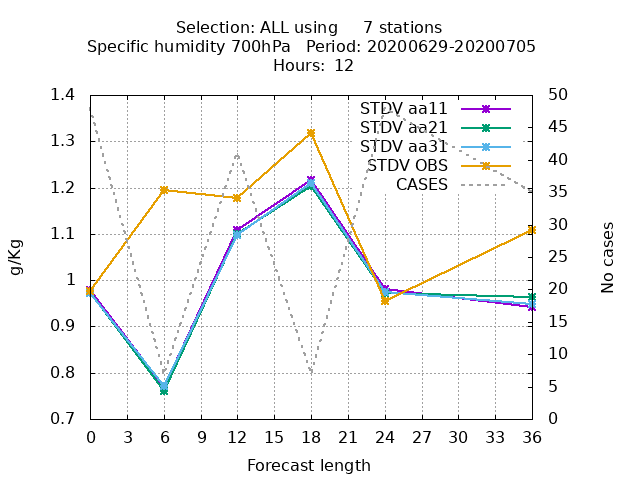 Selection: ALL using     7 stations
Specific humidity 700hPa   Period: 20200629-20200705
Hours:  12
1.4
1.3
1.2
1.1
1
0.9
0.8
0.7
g/Kg
STDV aa11
STDV aa21
STDV aa31
STDV OBS
CASES
50
45
40
35
30
25
20
15
10
5
0
No cases
0 3 6 9 12 15 18 21 24 27 30 33 36
Forecast length